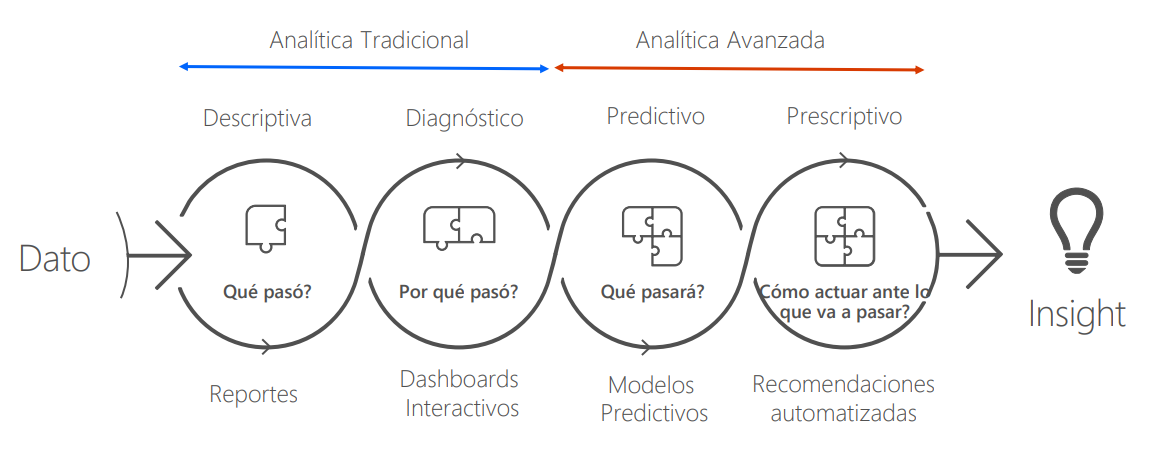 Analítica Tradicional
Analítica Avanzada
Descriptiva
Diagnóstico
Predictivo
Prescriptivo
Dato
Qué pasó?
Por qué pasó?
Qué pasará?
Cómo actuar ante lo
que va a pasar?
Insight
Reportes
Dashboards
Interactivos
Modelos
Predictivos
Recomendaciones
automatizadas